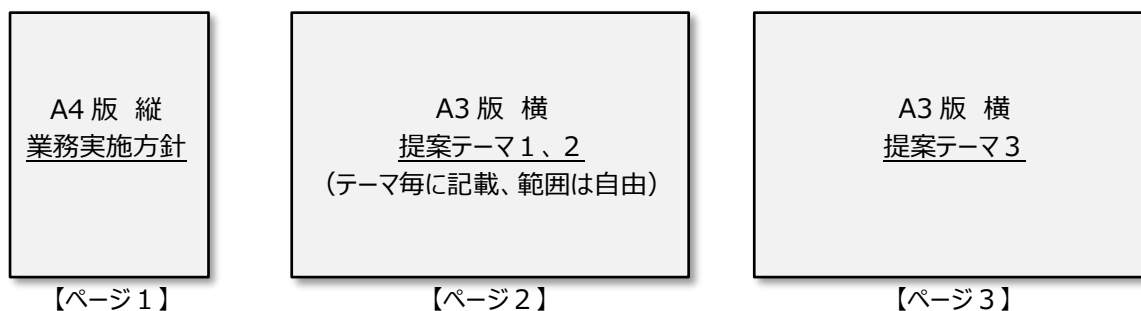 A4 版 縦
業務実施方針
【ページ1】
A3 版 横
提案テーマ1、2
（テーマ毎に記載、範囲は自由）
【ページ2】
A3 版 横
提案テーマ3
【ページ3】